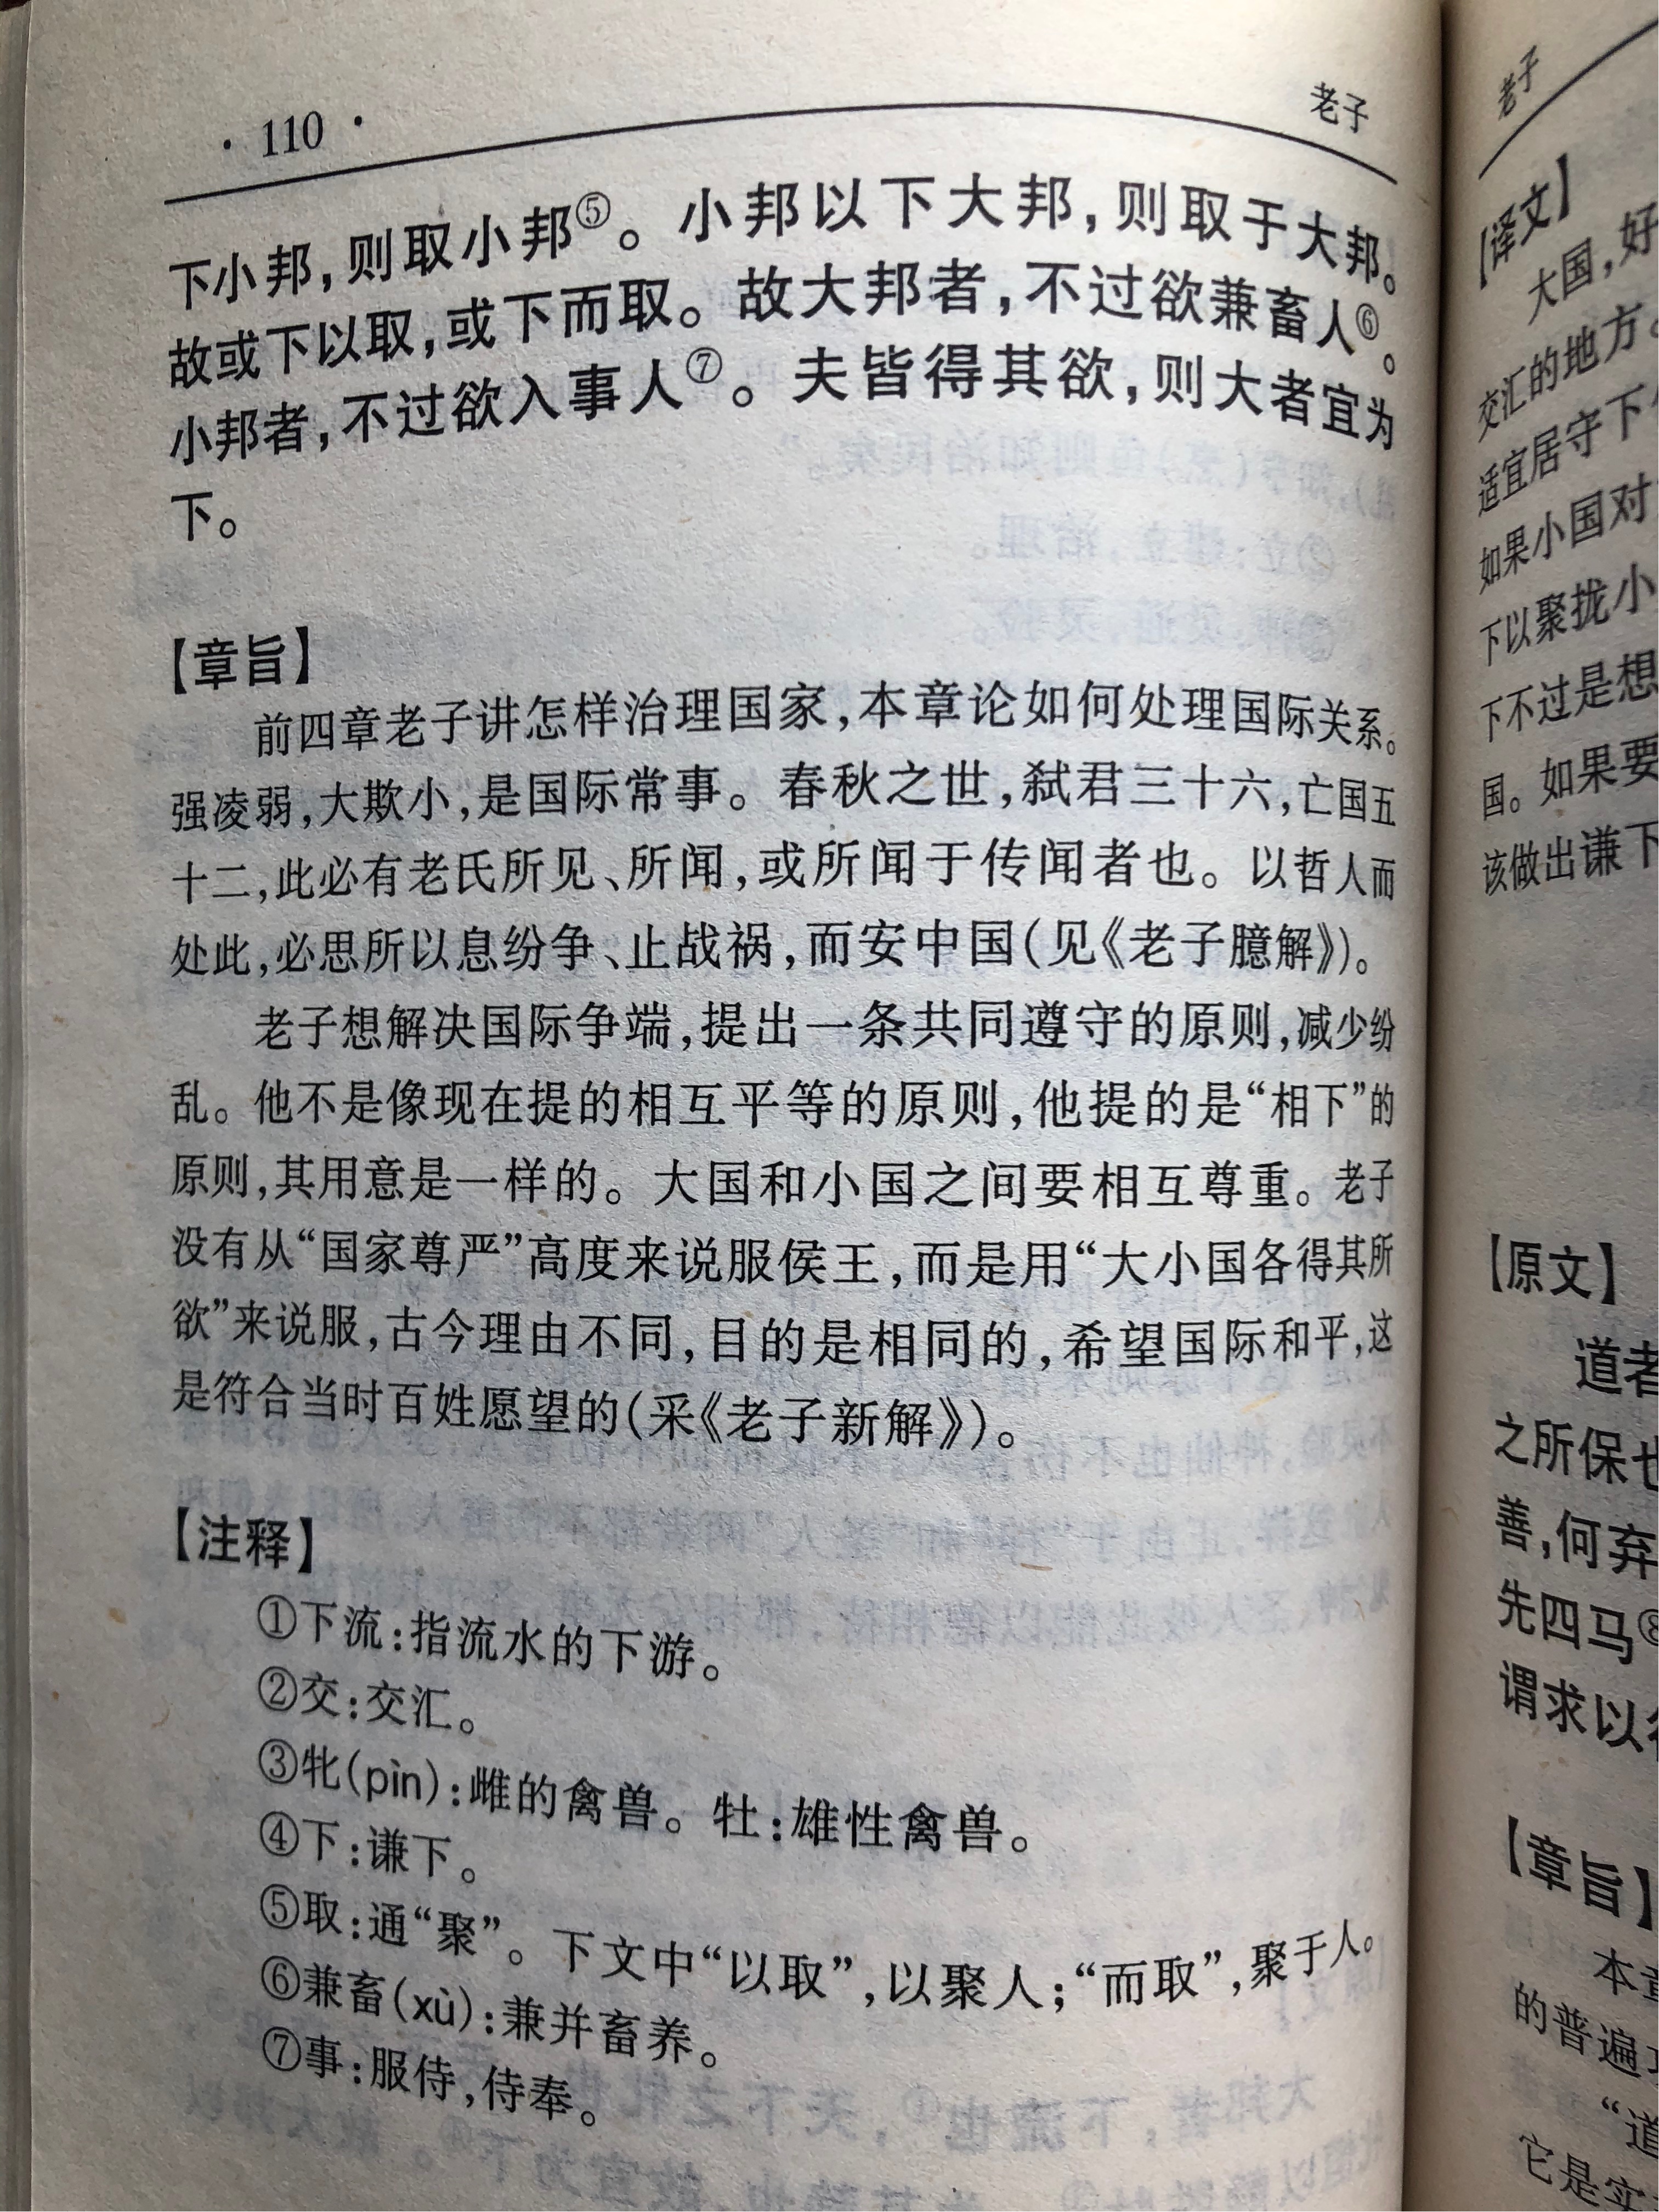 · 110 ·
老子
下小邦，则取小邦⑤。小邦以下大邦，则取于大邦。
故或下以取，或下而取。故大邦者，不过欲兼畜人⑥。
小邦者，不过欲入事人⑦。夫皆得其欲，则大者宜为
下。
【章旨】
前四章老子讲怎样治理国家，本章论如何处理国际关系。
强凌弱，大欺小，是国际常事。春秋之世，弑君三十六，亡国五
十二，此必有老氏所见、所闻，或所闻于传闻者也。以哲人而
处此，必思所以息纷争、止战祸，而安中国（见《老子臆解》）。
老子想解决国际争端，提出一条共同遵守的原则，减少纷
乱。他不是像现在提的相互平等的原则，他提的是“相下”的
原则，其用意是一样的。大国和小国之间要相互尊重。老子
没有从“国家尊严”高度来说服侯王，而是用“大小国各得其所
欲”来说服，古今理由不同，目的是相同的，希望国际和平，这
是符合当时百姓愿望的（采《老子新解》）。
【注释】
①下流：指流水的下游。
②交：交汇。
③牝(pìn)：雌的禽兽。牡：雄性禽兽。
④下：谦下。
⑤取：通“聚”。下文中“以取”，以聚人；“而取”，聚于人。
⑥兼畜(xù)：兼并畜养。
⑦事：服侍，侍奉。
老子
【译文】
大国，好
交汇的地方。
适宜居守下
如果小国对
下以聚拢小
下不过是想
国。如果要
该做出谦下
【原文】
道者
之所保也
善，何弃
先四马⑧
谓求以
【章旨】
本章
的普遍
“道
它是实